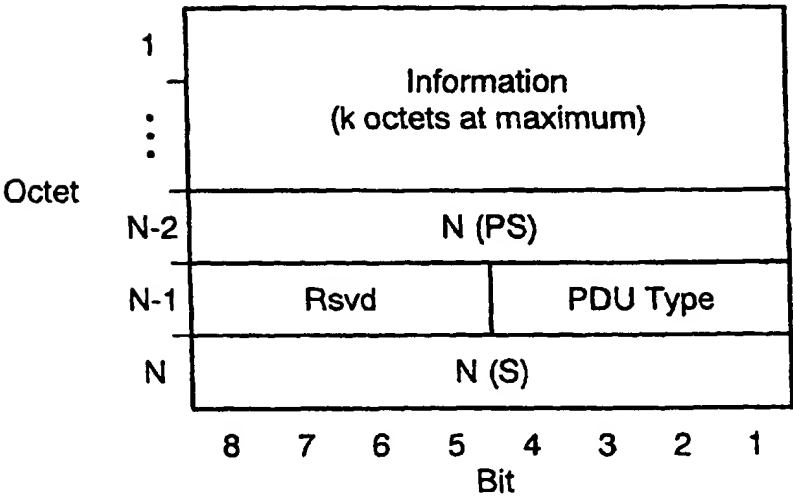 1
Information
(k octets at maximum)
⋮
Octet
N-2 N (PS)
N-1 Rsvd PDU Type
N N (S)
8 7 6 5 4 3 2 1
Bit